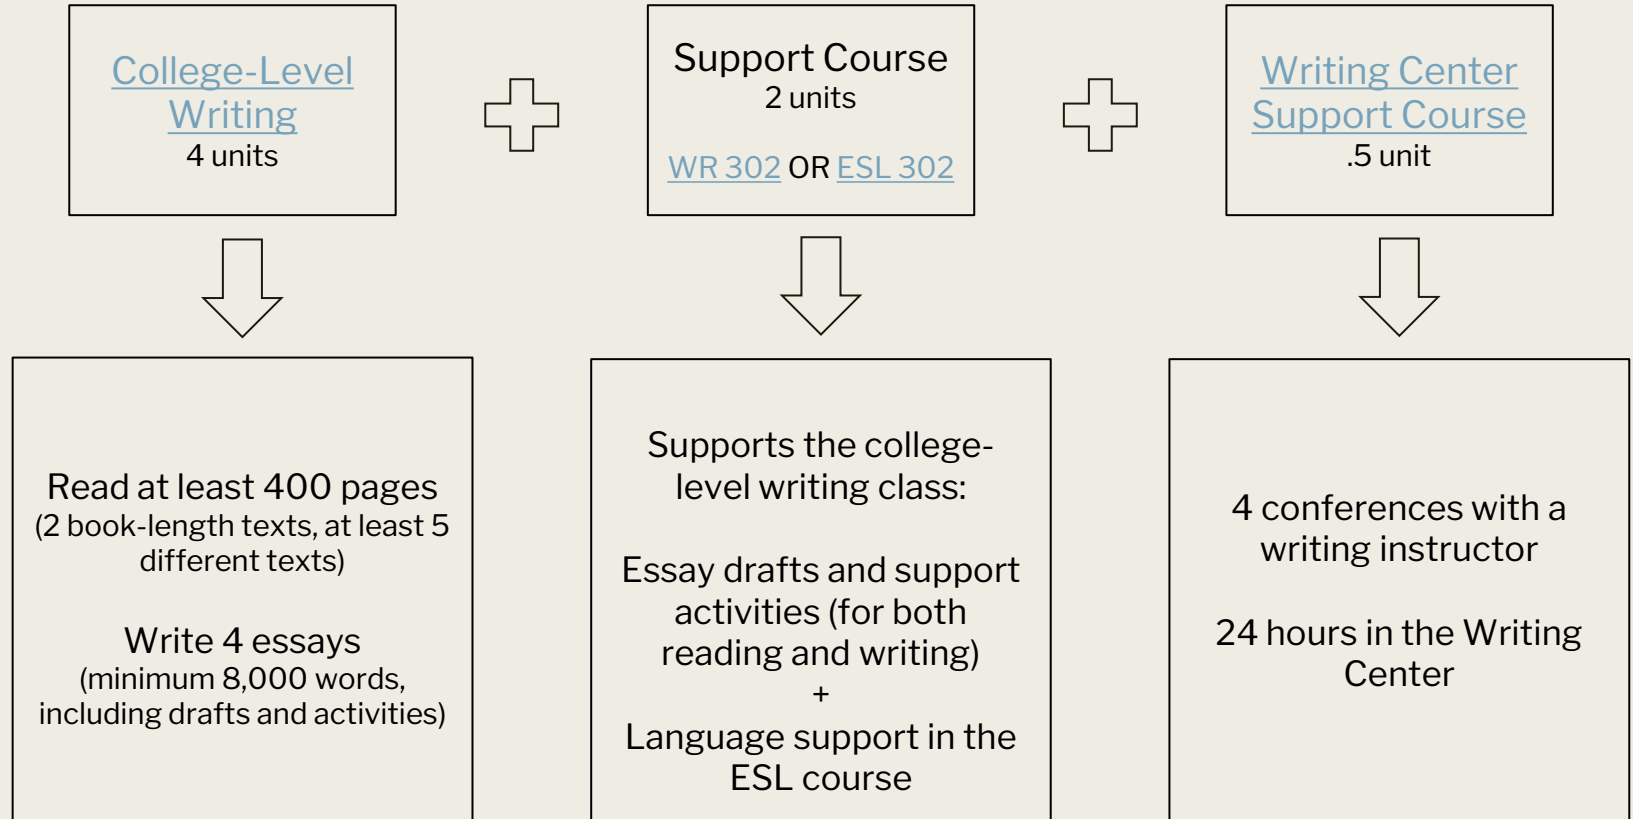 College-Level
Writing
4 units
Support Course
2 units
WR 302 OR ESL 302
Writing Center
Support Course
.5 unit
Read at least 400 pages
(2 book-length texts, at least 5
different texts)
Write 4 essays
(minimum 8,000 words,
including drafts and activities)
Supports the college-
level writing class:
Essay drafts and support
activities (for both
reading and writing)
+
Language support in the
ESL course
4 conferences with a
writing instructor
24 hours in the Writing
Center